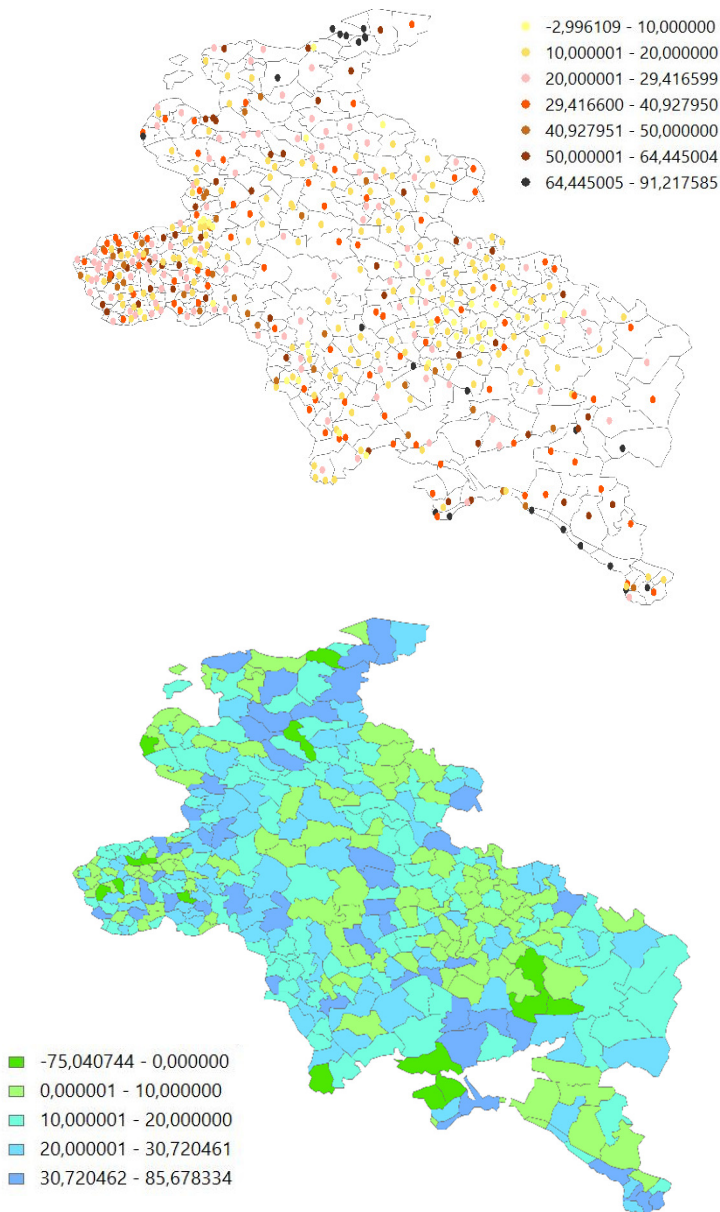 -2,996109 - 10,000000
10,000001 - 20,000000
20,000001 - 29,416599
29,416600 - 40,927950
40,927951 - 50,000000
50,000001 - 64,445004
64,445005 - 91,217585
-75,040744 - 0,000000
0,000001 - 10,000000
10,000001 - 20,000000
20,000001 - 30,720461
30,720462 - 85,678334